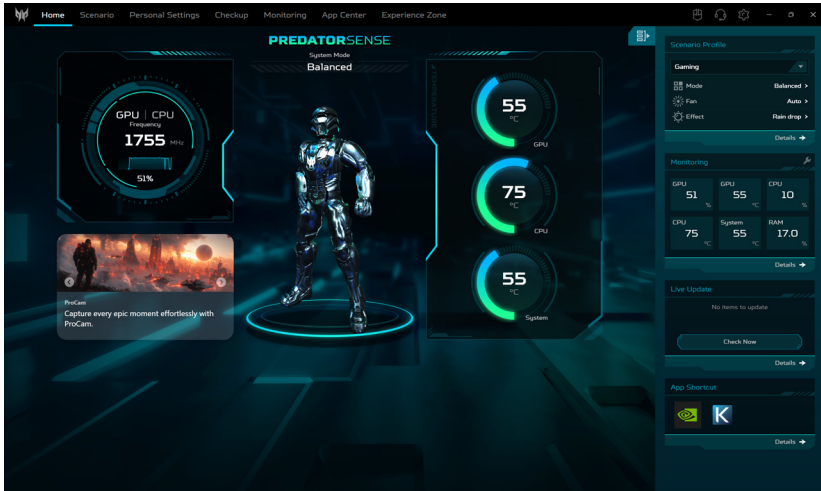 Home Scenario Personal Settings Checkup Monitoring App Center Experience Zone
PREDATORSENSE
System Mode
Balanced
GPU | CPU
Frequency
1755 MHz
51%
ProCam
Capture every epic moment effortlessly with
ProCam.
TEMPERATURE
55
°C
GPU
75
°C
CPU
55
°C
System
Scenario Profile
Gaming
Mode Balanced >
Fan Auto >
Effect Rain drop >
Details →
Monitoring
GPU
51
%
GPU
55
°C
CPU
10
%
CPU
75
°C
System
55
°C
RAM
17.0
%
Details →
Live Update
No items to update
Check Now
Details →
App Shortcut
K
Details →